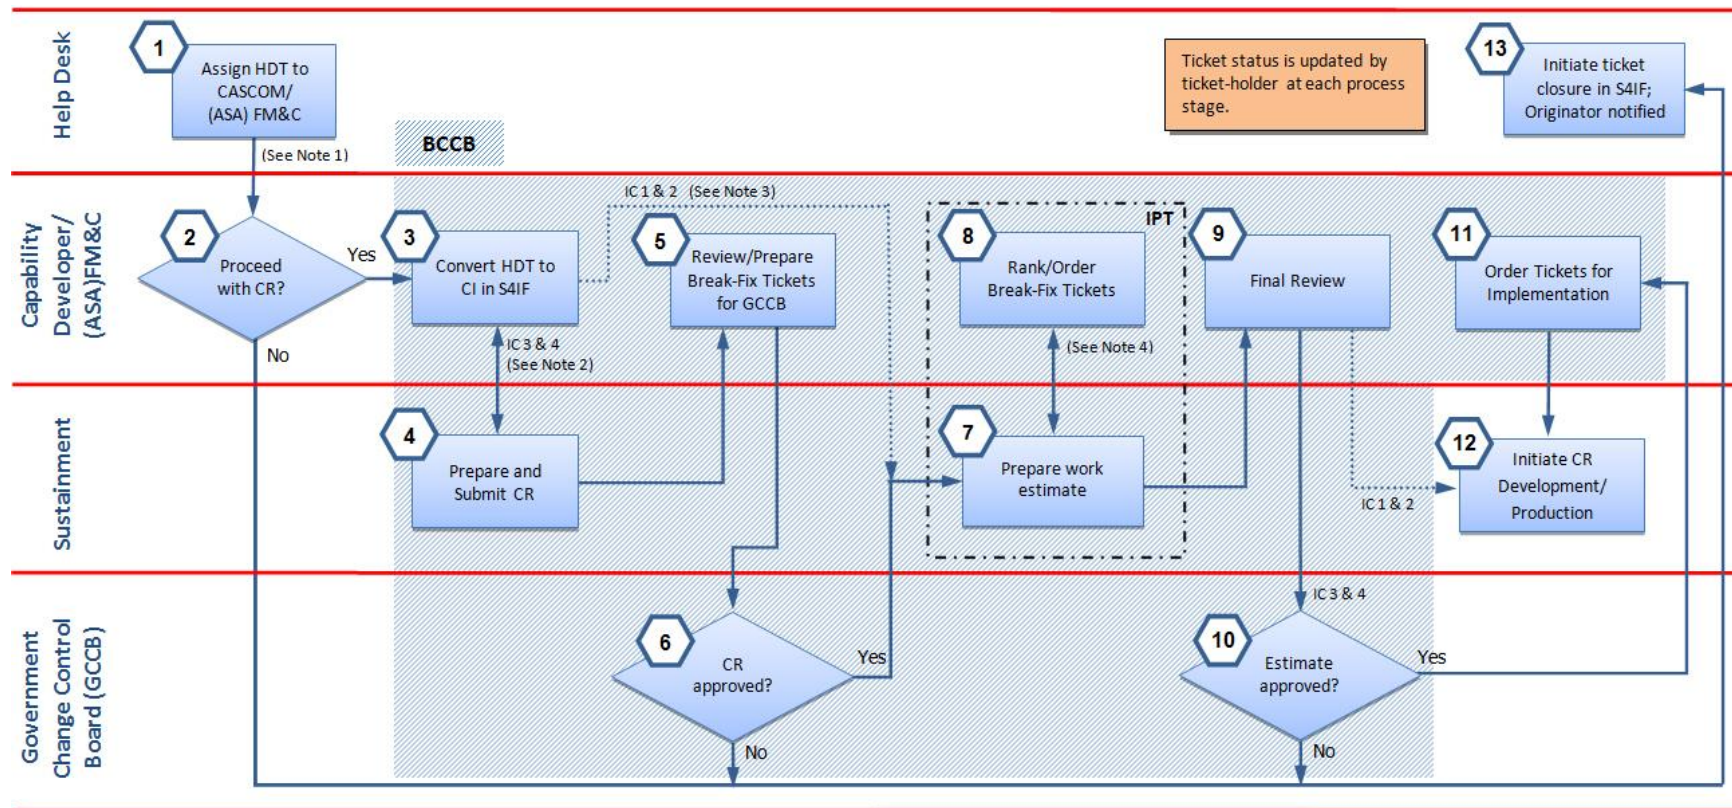 Help Desk
1
Assign HDT to
CASCOM/
(ASA) FM&C
(See Note 1)
BCCB
Ticket status is updated by
ticket-holder at each process
stage.
13
Initiate ticket
closure in S4IF;
Originator notified
Capability
Developer/
(ASA)FM&C
2
Proceed
with CR?
Yes
No
3
Convert HDT to
CI in S4IF
IC 1 & 2 (See Note 3)
IC 3 & 4
(See Note 2)
5
Review/Prepare
Break-Fix Tickets
for GCCB
IPT
8
Rank/Order
Break-Fix Tickets
(See Note 4)
9
Final Review
11
Order Tickets for
Implementation
Sustainment
4
Prepare and
Submit CR
7
Prepare work
estimate
IC 1 & 2
12
Initiate CR
Development/
Production
Government
Change Control
Board (GCCB)
6
CR
approved?
Yes
No
IC 3 & 4
10
Estimate
approved?
Yes
No